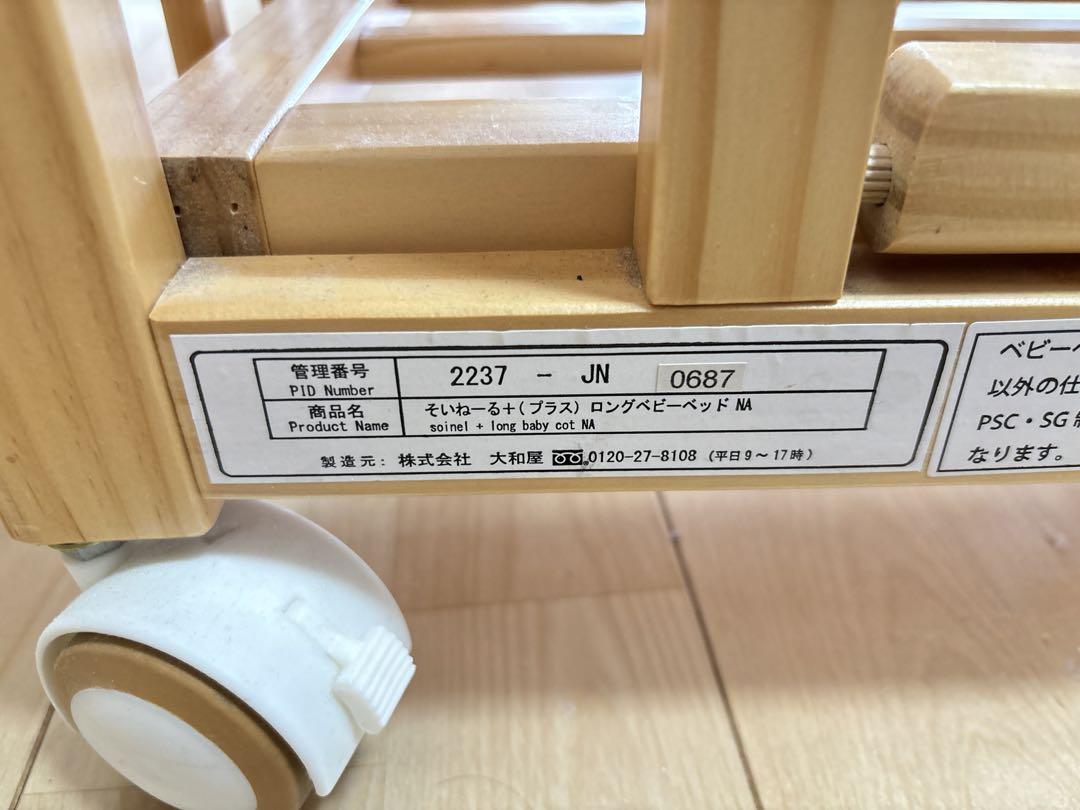 管理番号
PID Number
2237 - JN 0687
商品名
Product Name
そいねーる＋（プラス）ロングベビーベッド NA
soinel + long baby cot NA
製造元： 株式会社 大和屋 0120-27-8108（平日9～17時）
ベビー
以外の仕
PSC・SG
なります。